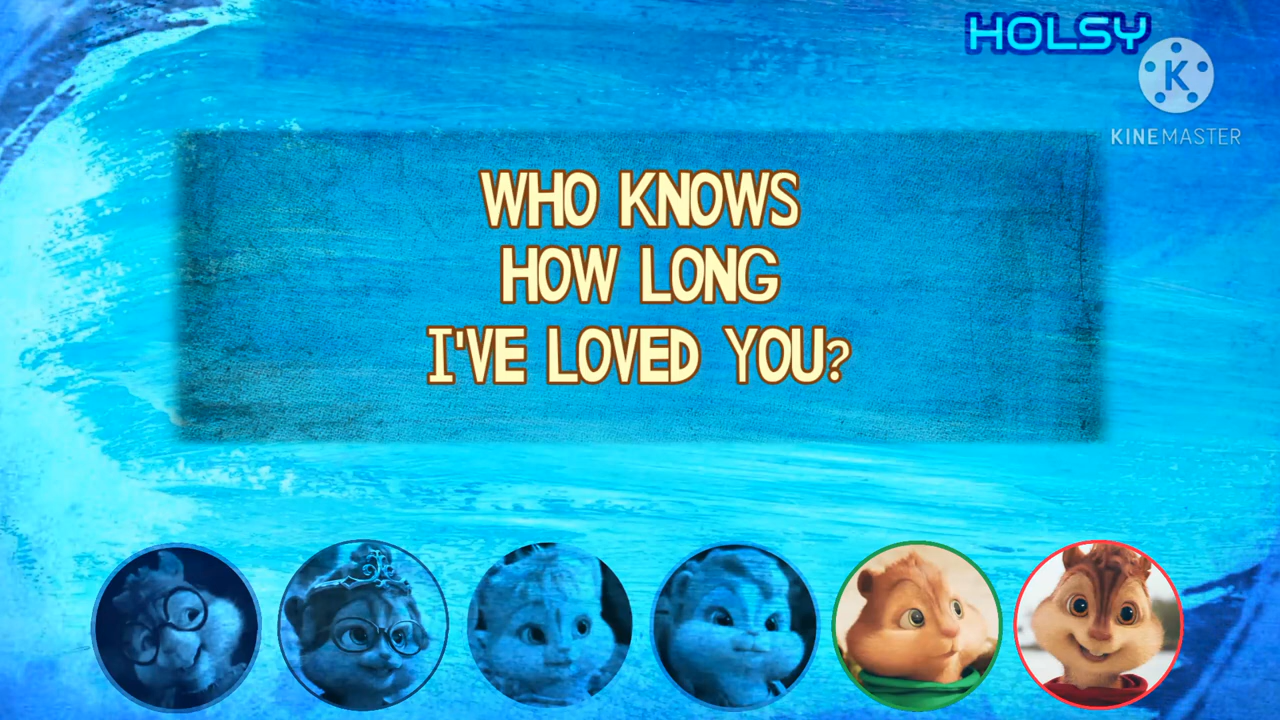 HOLSY
K
KINEMASTER
WHO KNOWS
HOW LONG
I'VE LOVED YOU?